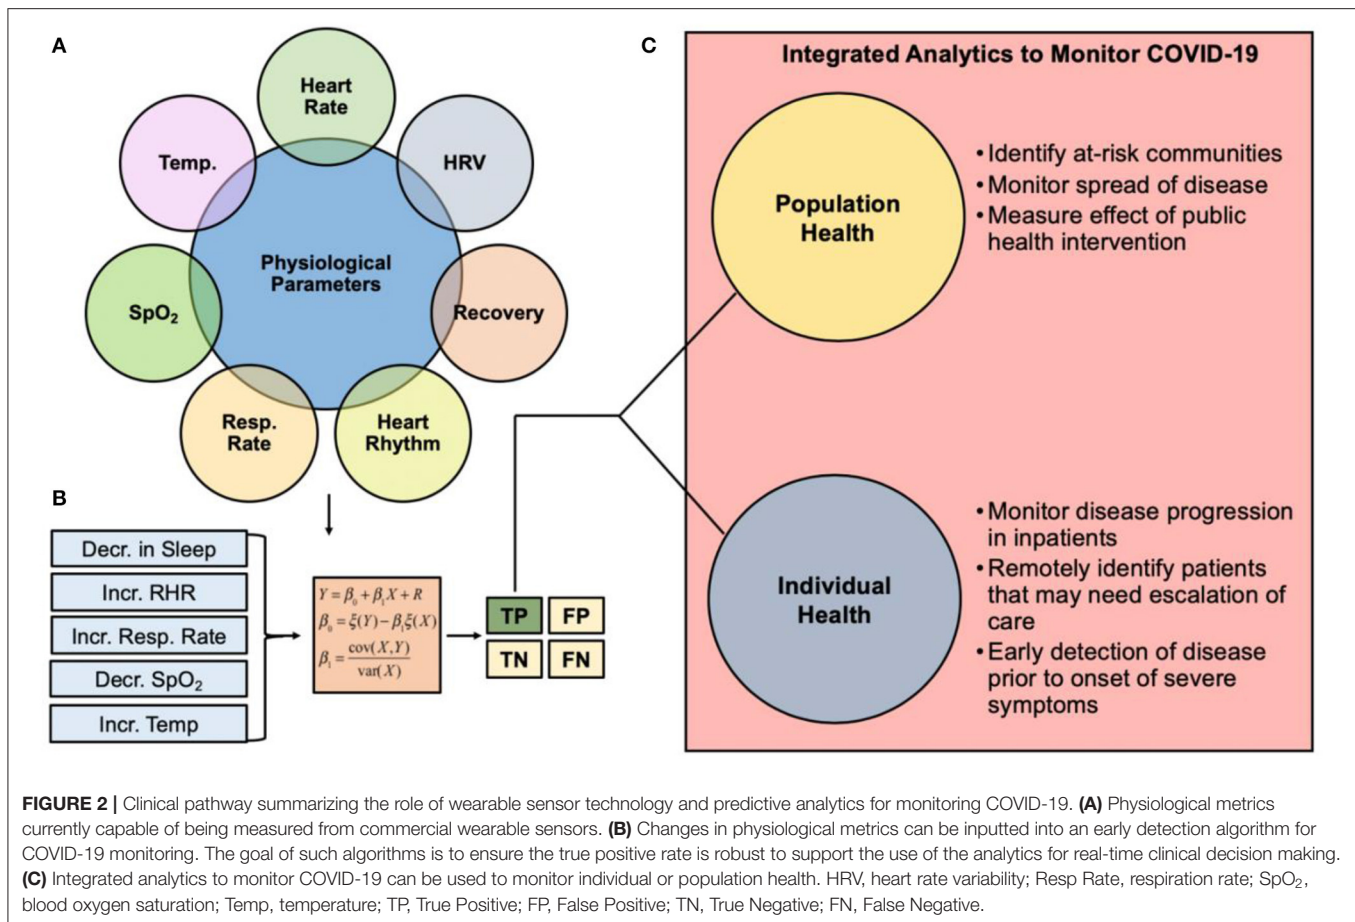 A
Heart
Rate
Temp.
HRV
Physiological
Parameters
SpO₂
Recovery
Resp.
Rate
Heart
Rhythm
B
Decr. in Sleep
Incr. RHR
Incr. Resp. Rate
Decr. SpO₂
Incr. Temp
Y = β₀ + β₁X + R
β₀ = ξ(Y) − β₁ξ(X)
β₁ = cov(X,Y) / var(X)
TP FP
TN FN
C
Integrated Analytics to Monitor COVID-19
Population
Health
• Identify at-risk communities
• Monitor spread of disease
• Measure effect of public
health intervention
Individual
Health
• Monitor disease progression
in inpatients
• Remotely identify patients
that may need escalation of
care
• Early detection of disease
prior to onset of severe
symptoms
FIGURE 2 | Clinical pathway summarizing the role of wearable sensor technology and predictive analytics for monitoring COVID-19. (A) Physiological metrics
currently capable of being measured from commercial wearable sensors. (B) Changes in physiological metrics can be inputted into an early detection algorithm for
COVID-19 monitoring. The goal of such algorithms is to ensure the true positive rate is robust to support the use of the analytics for real-time clinical decision making.
(C) Integrated analytics to monitor COVID-19 can be used to monitor individual or population health. HRV, heart rate variability; Resp Rate, respiration rate; SpO₂,
blood oxygen saturation; Temp, temperature; TP, True Positive; FP, False Positive; TN, True Negative; FN, False Negative.